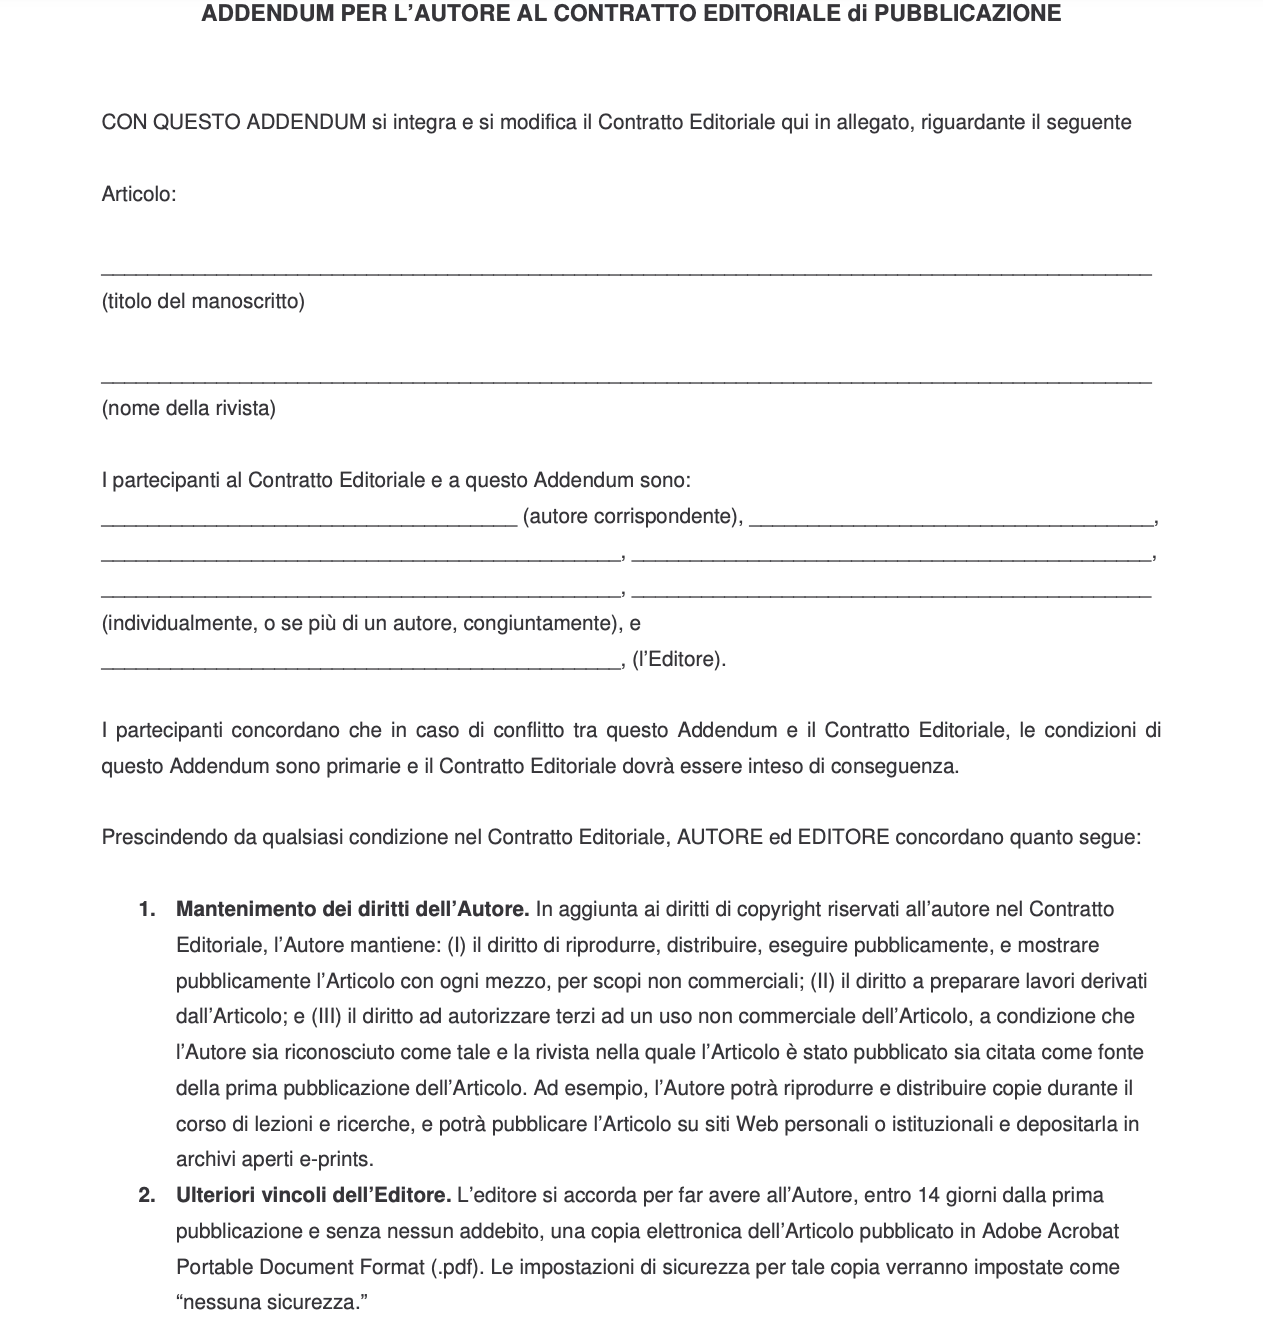 ADDENDUM PER L’AUTORE AL CONTRATTO EDITORIALE di PUBBLICAZIONE
CON QUESTO ADDENDUM si integra e si modifica il Contratto Editoriale qui in allegato, riguardante il seguente
Articolo:
(titolo del manoscritto)
(nome della rivista)
I partecipanti al Contratto Editoriale e a questo Addendum sono:
(autore corrispondente), ,
, ,
,
(individualmente, o se più di un autore, congiuntamente), e
, (l’Editore).
I partecipanti concordano che in caso di conflitto tra questo Addendum e il Contratto Editoriale, le condizioni di
questo Addendum sono primarie e il Contratto Editoriale dovrà essere inteso di conseguenza.
Prescindendo da qualsiasi condizione nel Contratto Editoriale, AUTORE ed EDITORE concordano quanto segue:
1. Mantenimento dei diritti dell’Autore. In aggiunta ai diritti di copyright riservati all’autore nel Contratto
Editoriale, l’Autore mantiene: (I) il diritto di riprodurre, distribuire, eseguire pubblicamente, e mostrare
pubblicamente l’Articolo con ogni mezzo, per scopi non commerciali; (II) il diritto a preparare lavori derivati
dall’Articolo; e (III) il diritto ad autorizzare terzi ad un uso non commerciale dell’Articolo, a condizione che
l’Autore sia riconosciuto come tale e la rivista nella quale l’Articolo è stato pubblicato sia citata come fonte
della prima pubblicazione dell’Articolo. Ad esempio, l’Autore potrà riprodurre e distribuire copie durante il
corso di lezioni e ricerche, e potrà pubblicare l’Articolo su siti Web personali o istituzionali e depositarla in
archivi aperti e-prints.
2. Ulteriori vincoli dell’Editore. L’editore si accorda per far avere all’Autore, entro 14 giorni dalla prima
pubblicazione e senza nessun addebito, una copia elettronica dell’Articolo pubblicato in Adobe Acrobat
Portable Document Format (.pdf). Le impostazioni di sicurezza per tale copia verranno impostate come
“nessuna sicurezza.”